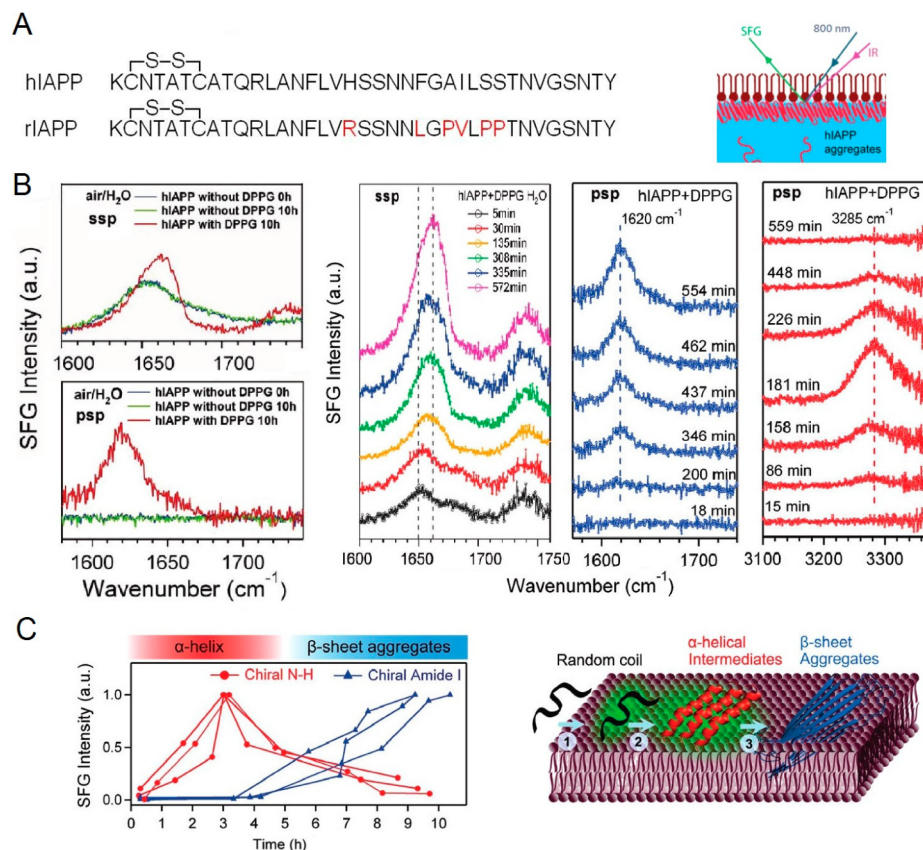 A
S-S
hIAPP KCNTATCATQRLANFLVHSSNNFGAILSSTNVGSNTY
S-S
rIAPP KCNTATCATQRLANFLVRSSNNLGPVLPPTNVGSNTY
SFG
800 nm
IR
hIAPP
aggregates
B
SFG Intensity (a.u.)
air/H2O
ssp
hIAPP without DPPG 0h
hIAPP without DPPG 10h
hIAPP with DPPG 10h
1600 1650 1700
air/H2O
psp
hIAPP without DPPG 0h
hIAPP without DPPG 10h
hIAPP with DPPG 10h
1600 1650 1700
Wavenumber (cm-1)
SFG Intensity (a.u.)
ssp
hIAPP+DPPG H2O
5min
30min
135min
308min
335min
572min
1600 1650 1700 1750
psp hIAPP+DPPG
1620 cm-1
554 min
462 min
437 min
346 min
200 min
18 min
1600 1700
psp hIAPP+DPPG
559 min 3285 cm-1
448 min
226 min
181 min
158 min
86 min
15 min
3100 3200 3300
Wavenumber (cm-1)
C
α-helix
β-sheet aggregates
Chiral N-H
Chiral Amide I
SFG Intensity (a.u.)
1.0
0.5
0.0
0 1 2 3 4 5 6 7 8 9 10
Time (h)
Random coil
α-helical
Intermediates
β-sheet
Aggregates
1
2
3